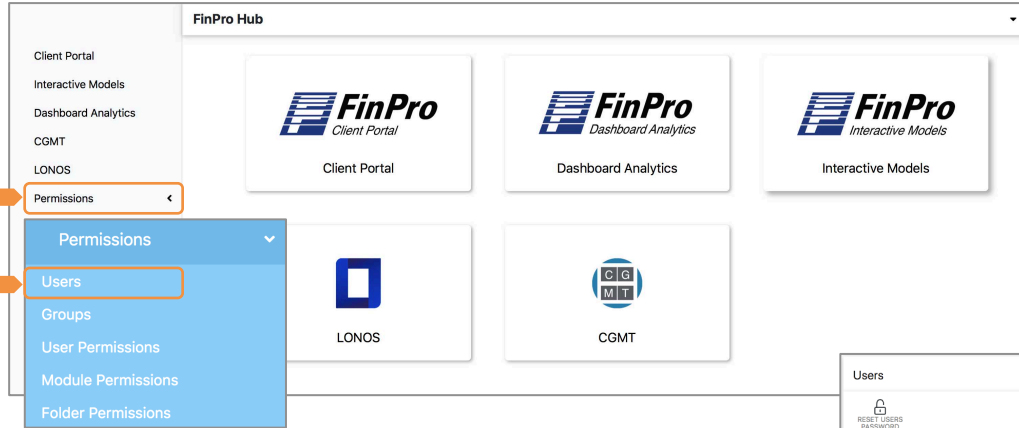 FinPro Hub
Client Portal
Interactive Models
Dashboard Analytics
CGMT
LONOS
Permissions
FinPro
Client Portal
Client Portal
FinPro
Dashboard Analytics
Dashboard Analytics
FinPro
Interactive Models
Interactive Models
Permissions
Users
Groups
User Permissions
Module Permissions
Folder Permissions
LONOS
C G
M T
CGMT
Users
RESET USERS
PASSWORD